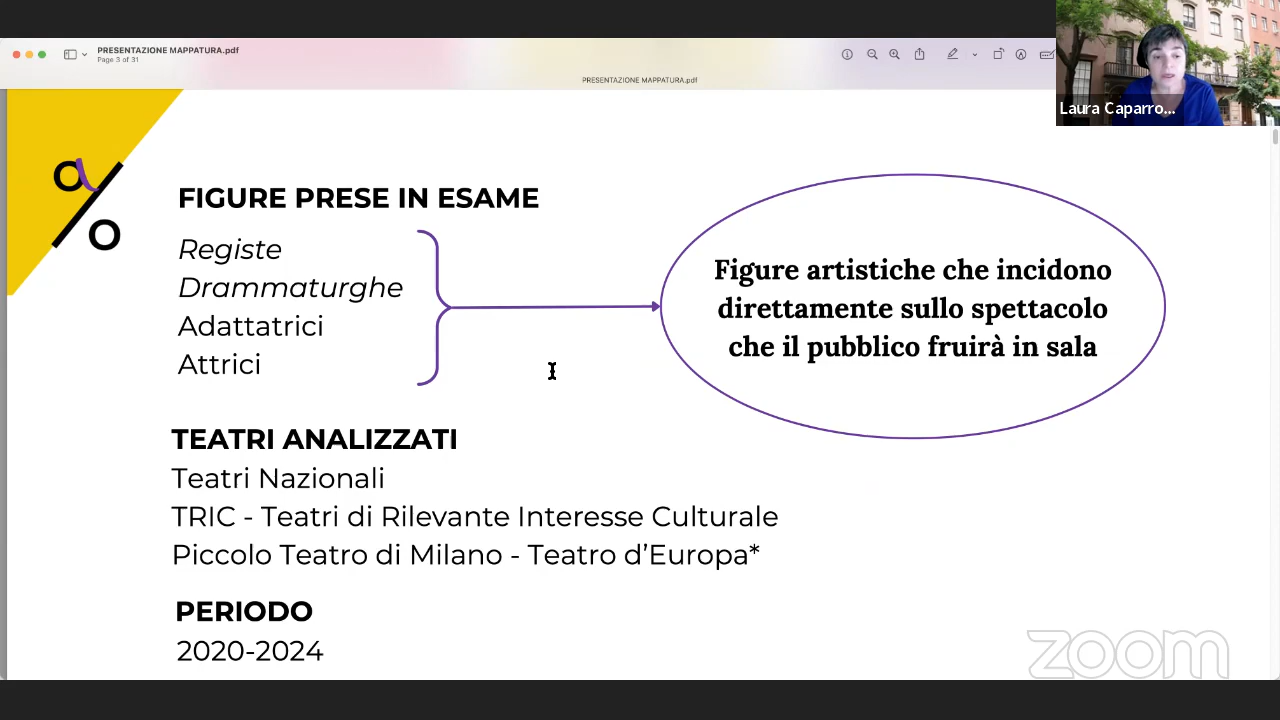 PRESENTAZIONE MAPPATURA.pdf
Page 3 of 31
PRESENTAZIONE MAPPATURA.pdf
Laura Caparro...
a/o
FIGURE PRESE IN ESAME
Registe
Drammaturghe
Adattatrici
Attrici
Figure artistiche che incidono
direttamente sullo spettacolo
che il pubblico fruirà in sala
TEATRI ANALIZZATI
Teatri Nazionali
TRIC - Teatri di Rilevante Interesse Culturale
Piccolo Teatro di Milano - Teatro d’Europa*
PERIODO
2020-2024
zoom